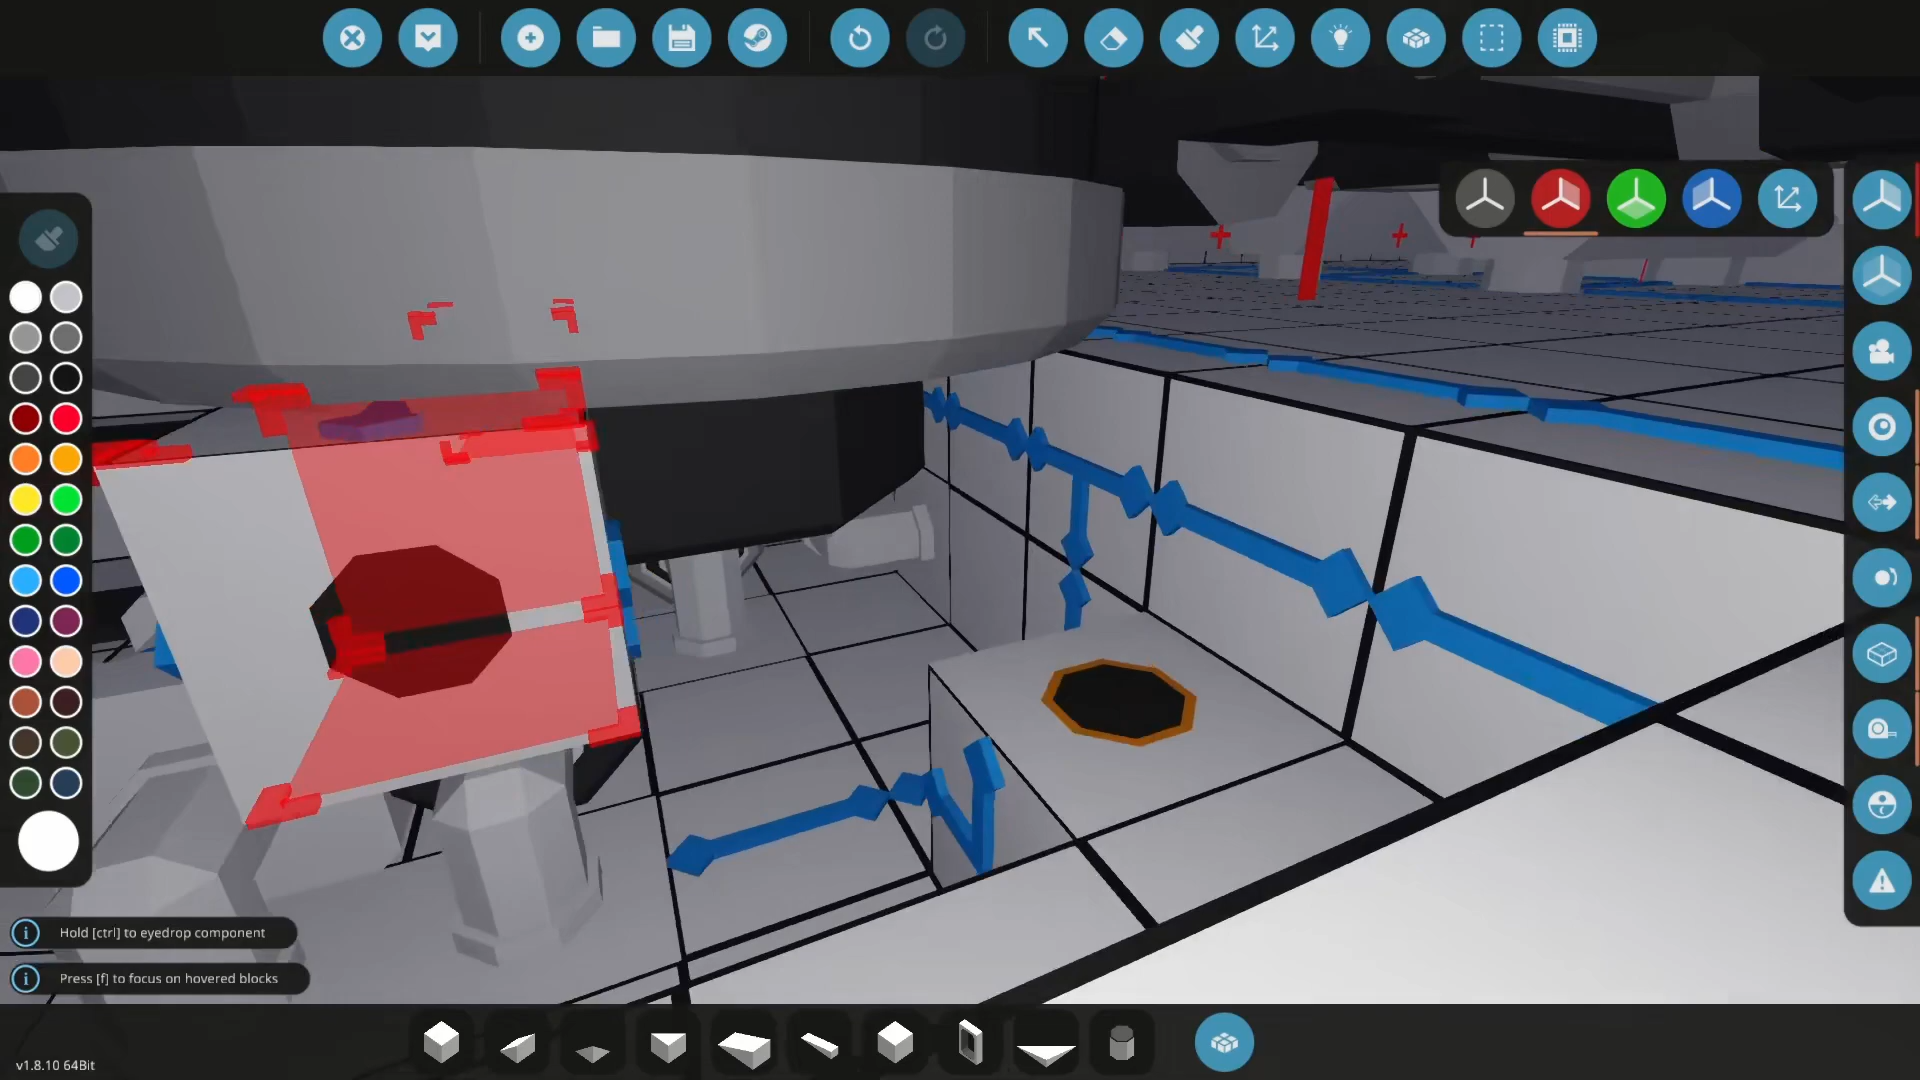 Hold [ctrl] to eyedrop component
Press [f] to focus on hovered blocks
v1.8.10 64Bit